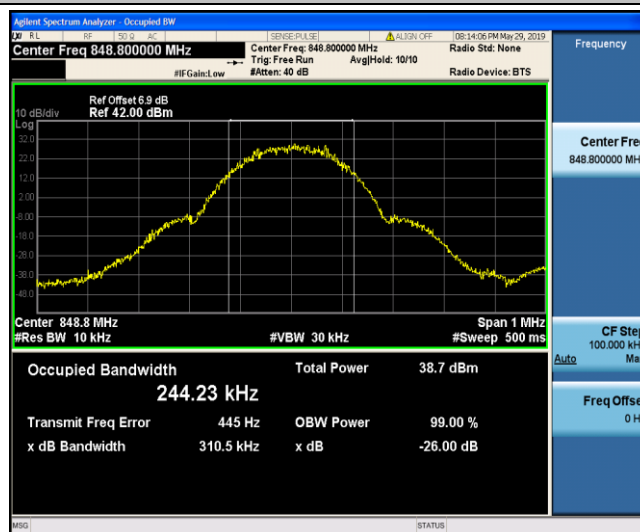 Agilent Spectrum Analyzer - Occupied BW
RL RF 50 Ω AC SENSE:PULSE ALIGN OFF 08:14:06 PM May 29, 2019
Center Freq 848.800000 MHz
Center Freq: 848.800000 MHz Radio Std: None
Trig: Free Run Avg|Hold: 10/10
#IFGain:Low #Atten: 40 dB Radio Device: BTS
Ref Offset 6.9 dB
10 dB/div Ref 42.00 dBm
Log
32.0
22.0
12.0
2.00
-8.00
-18.0
-28.0
-38.0
-48.0
Center 848.8 MHz Span 1 MHz
#Res BW 10 kHz #VBW 30 kHz #Sweep 500 ms
Occupied Bandwidth Total Power 38.7 dBm
244.23 kHz
Transmit Freq Error 445 Hz OBW Power 99.00 %
x dB Bandwidth 310.5 kHz x dB -26.00 dB
MSG STATUS
Frequency
Center Fre
848.800000 MH
CF Ste
100.000 kH
Auto Ma
Freq Offse
0 H